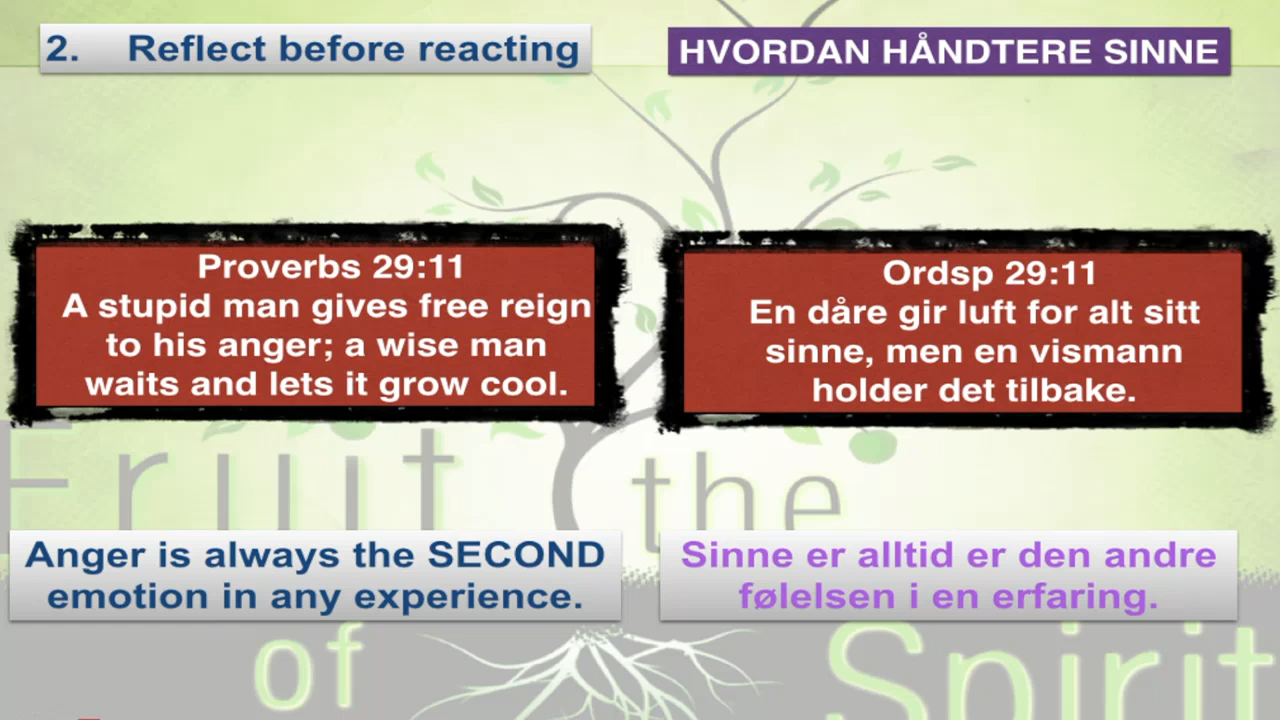 2. Reflect before reacting
HVORDAN HÅNDTERE SINNE
Proverbs 29:11
A stupid man gives free reign
to his anger; a wise man
waits and lets it grow cool.
Ordsp 29:11
En dåre gir luft for alt sitt
sinne, men en vismann
holder det tilbake.
Fruit the
Anger is always the SECOND
emotion in any experience.
Sinne er alltid er den andre
følelsen i en erfaring.
of Spirit